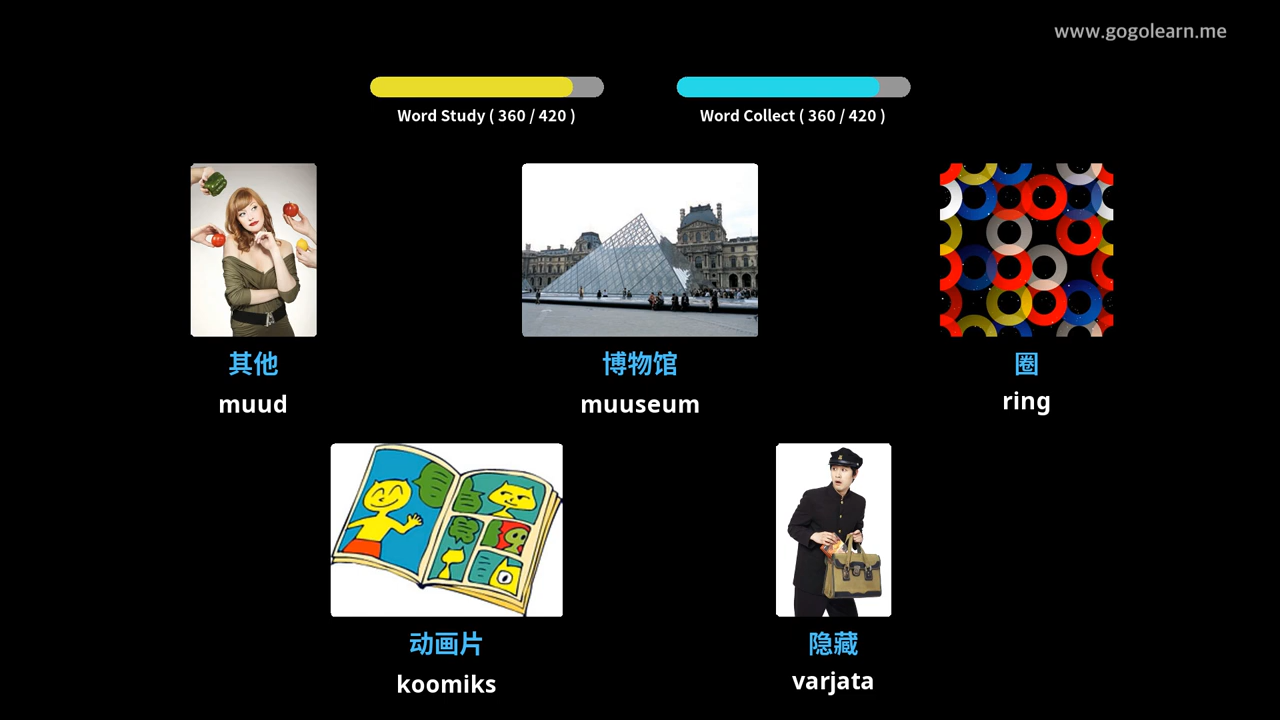 www.gogolearn.me
Word Study ( 360 / 420 )
Word Collect ( 360 / 420 )
其他
博物馆
圈
muud
muuseum
ring
动画片
隐藏
koomiks
varjata